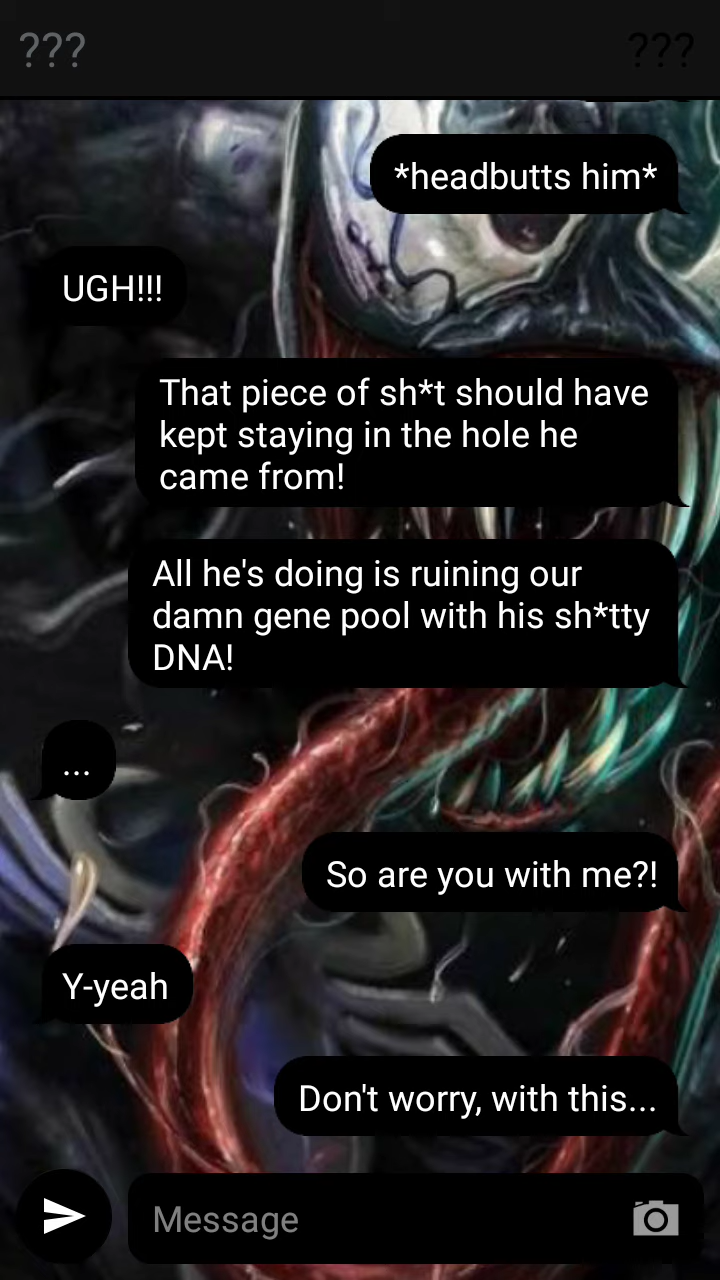 ??? ???
*headbutts him*
UGH!!!
That piece of sh*t should have
kept staying in the hole he
came from!
All he's doing is ruining our
damn gene pool with his sh*tty
DNA!
...
So are you with me?!
Y-yeah
Don't worry, with this...
Message